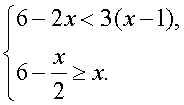 6 − 2x < 3(x − 1),
6 − x/2 ≥ x.